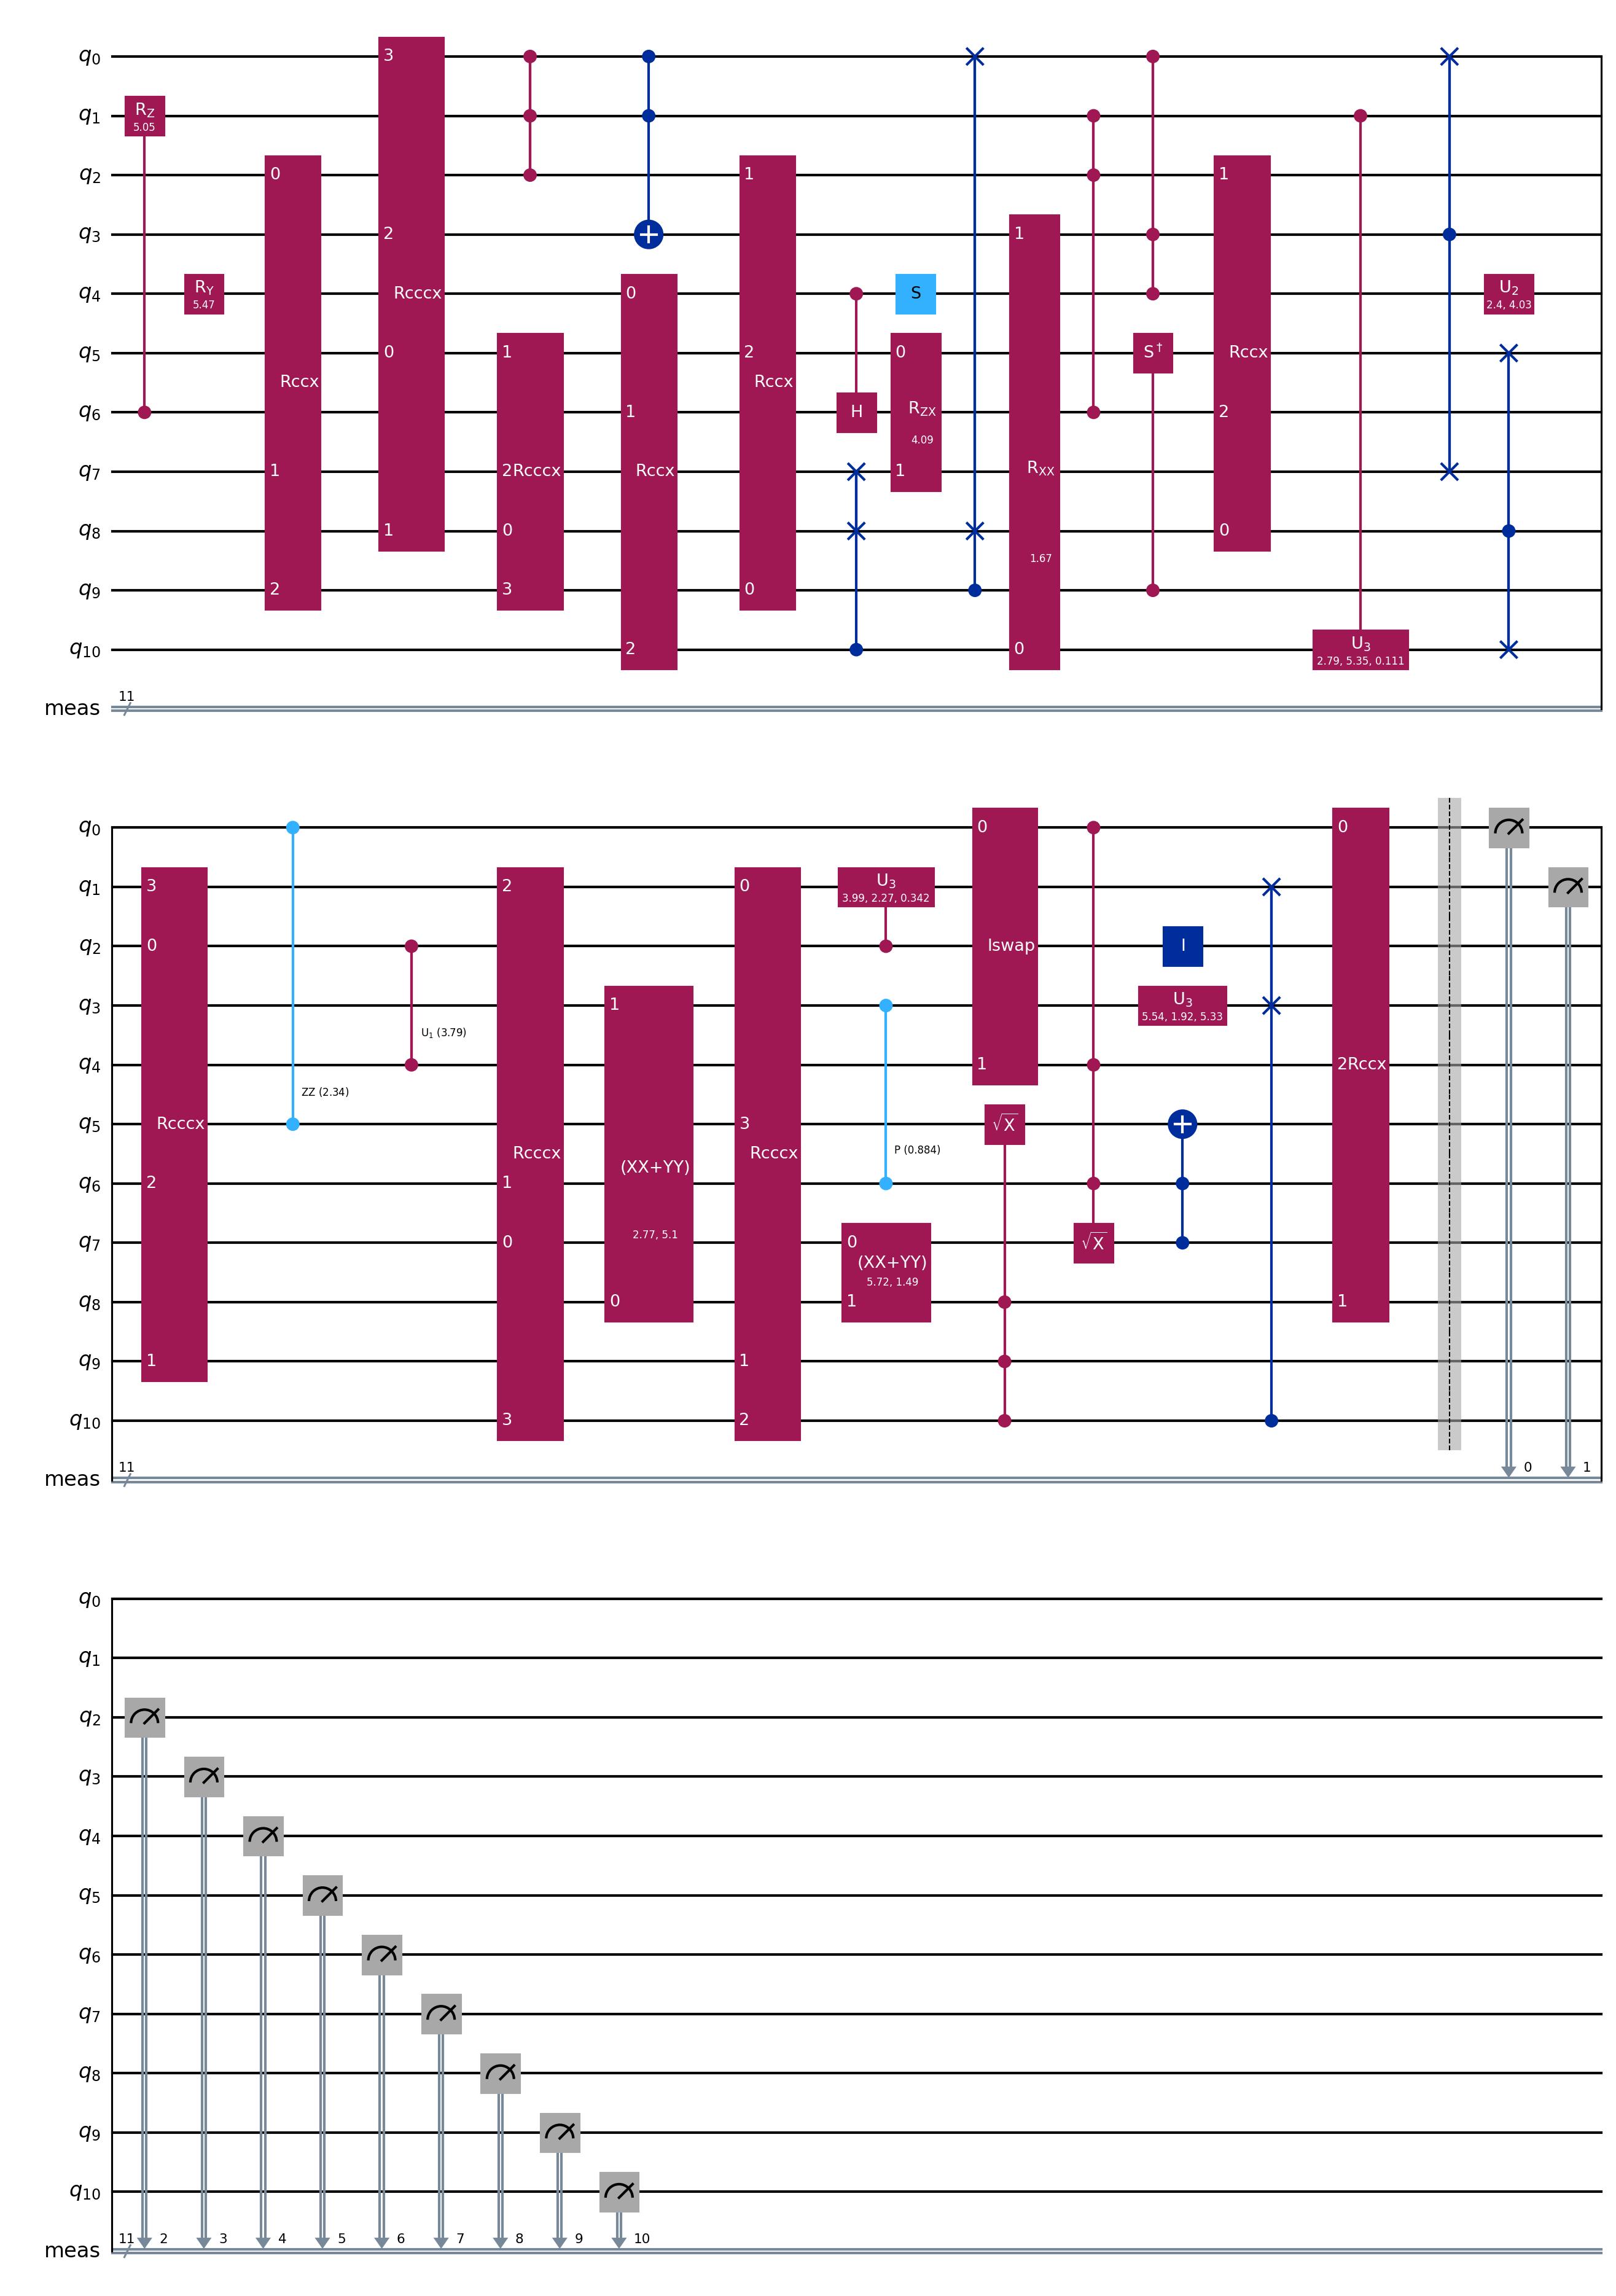 q0 3
q1 RZ
5.05
q2 0 1 1
q3 2 1
q4 RY Rcccx 0 S U2
5.47 2.4, 4.03
q5 0 1 2 0 S†
Rccx Rccx Rccx
q6 1 H RZX 2
4.09
q7 1 2 Rcccx Rccx 1 RXX
q8 1 0 0
1.67
q9 2 3 0
q10 2 0 U3
2.79, 5.35, 0.111
meas 11
q0 0 0
q1 3 2 0 U3
3.99, 2.27, 0.342
q2 0 Iswap I
q3 1 U3
5.54, 1.92, 5.33
U1 (3.79)
q4 1 2 Rccx
ZZ (2.34)
q5 Rcccx 3 √X
Rcccx (XX+YY) Rcccx P (0.884)
q6 2 1
q7 0 2.77, 5.1 0 √X
(XX+YY)
5.72, 1.49
q8 0 1 1
q9 1 1
q10 3 2
meas 11 0 1
q0
q1
q2
q3
q4
q5
q6
q7
q8
q9
q10
meas 11 2 3 4 5 6 7 8 9 10